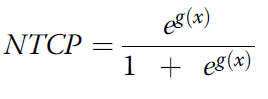 NTCP = e^{g(x)} / 1 + e^{g(x)}